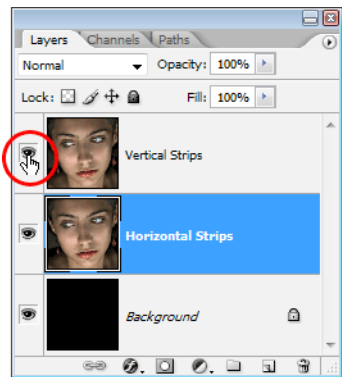 Layers Channels Paths
Normal Opacity: 100%
Lock: Fill: 100%
Vertical Strips
Horizontal Strips
Background